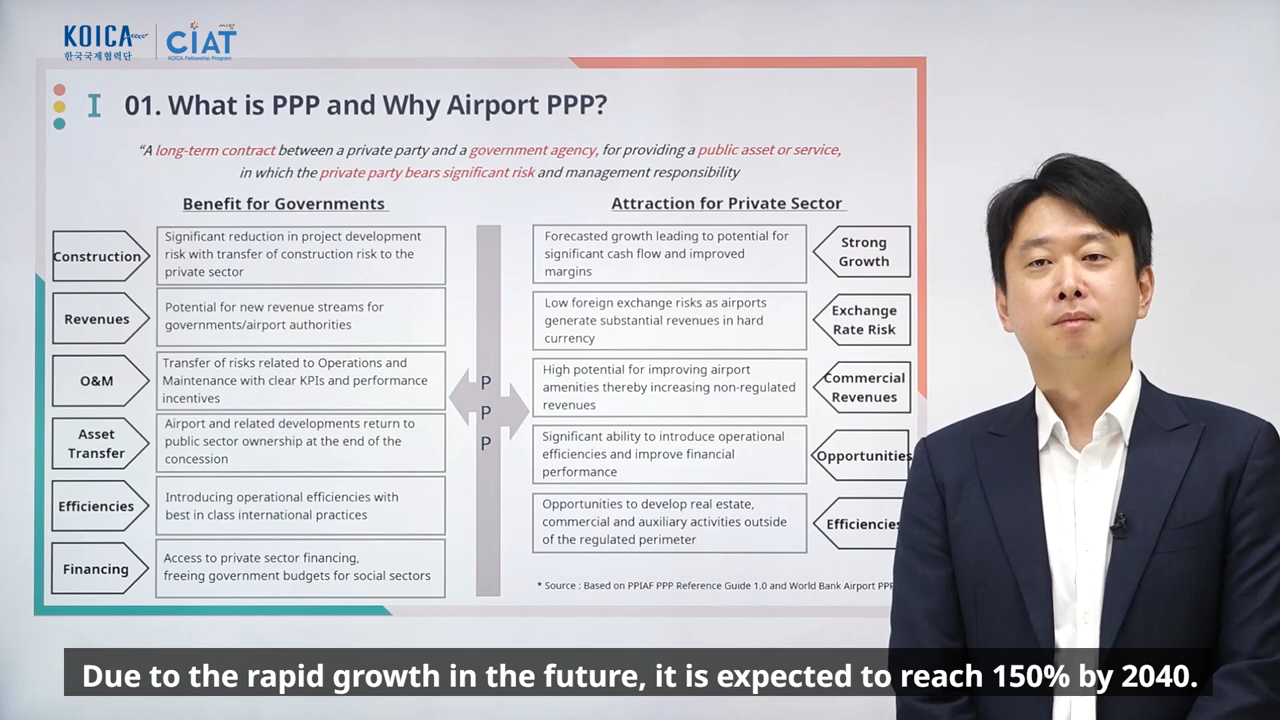 KOICA
한국국제협력단
씨앗
CIAT
KOICA Fellowship Program
I 01. What is PPP and Why Airport PPP?
“A long-term contract between a private party and a government agency, for providing a public asset or service,
in which the private party bears significant risk and management responsibility
Benefit for Governments
Construction
Significant reduction in project development
risk with transfer of construction risk to the
private sector
Revenues
Potential for new revenue streams for
governments/airport authorities
O&M
Transfer of risks related to Operations and
Maintenance with clear KPIs and performance
incentives
Asset
Transfer
Airport and related developments return to
public sector ownership at the end of the
concession
Efficiencies
Introducing operational efficiencies with
best in class international practices
Financing
Access to private sector financing,
freeing government budgets for social sectors
P
P
P
Attraction for Private Sector
Forecasted growth leading to potential for
significant cash flow and improved
margins
Strong
Growth
Low foreign exchange risks as airports
generate substantial revenues in hard
currency
Exchange
Rate Risk
High potential for improving airport
amenities thereby increasing non-regulated
revenues
Commercial
Revenues
Significant ability to introduce operational
efficiencies and improve financial
performance
Opportunities
Opportunities to develop real estate,
commercial and auxiliary activities outside
of the regulated perimeter
Efficiencies
* Source : Based on PPIAF PPP Reference Guide 1.0 and World Bank Airport PPP
Due to the rapid growth in the future, it is expected to reach 150% by 2040.